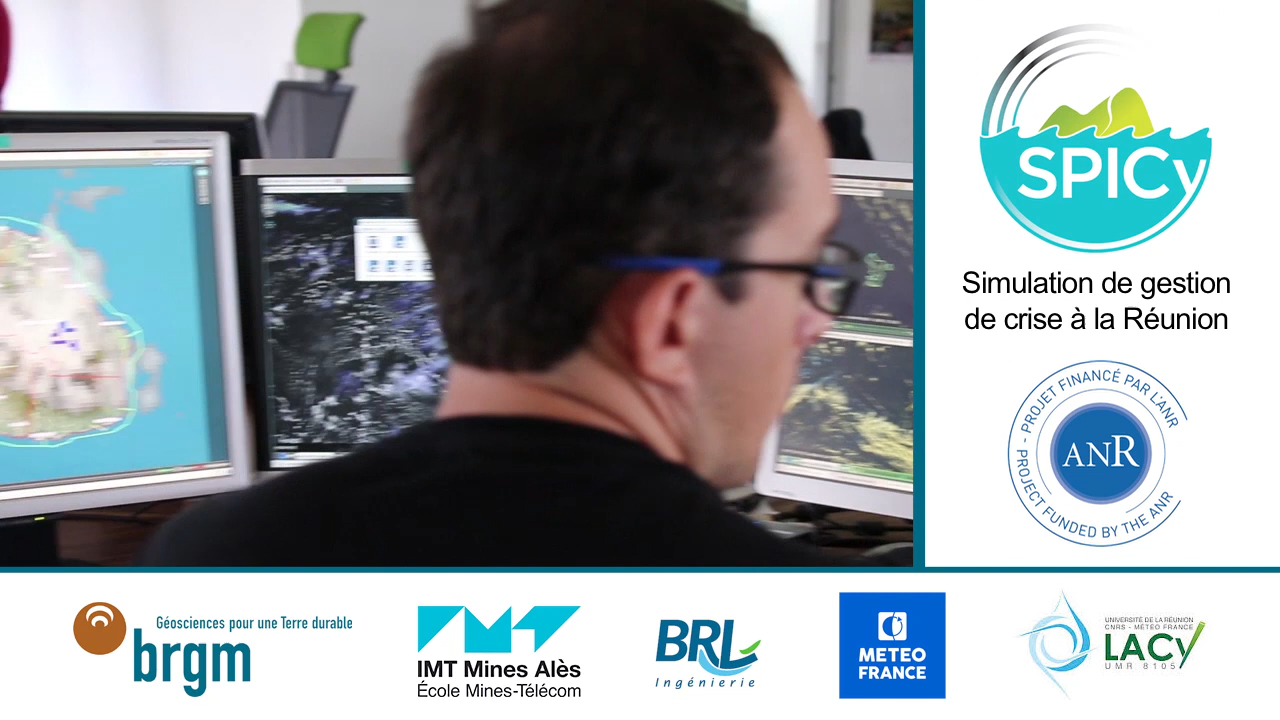 SPICy
Simulation de gestion
de crise à la Réunion
PROJET FINANCÉ PAR L'ANR
ANR
PROJECT FUNDED BY THE ANR
Géosciences pour une Terre durable
brgm
IMT Mines Alès
École Mines-Télécom
BRL
Ingénierie
METEO
FRANCE
UNIVERSITÉ DE LA RÉUNION
CNRS - MÉTÉO FRANCE
LACy
UMR 8105